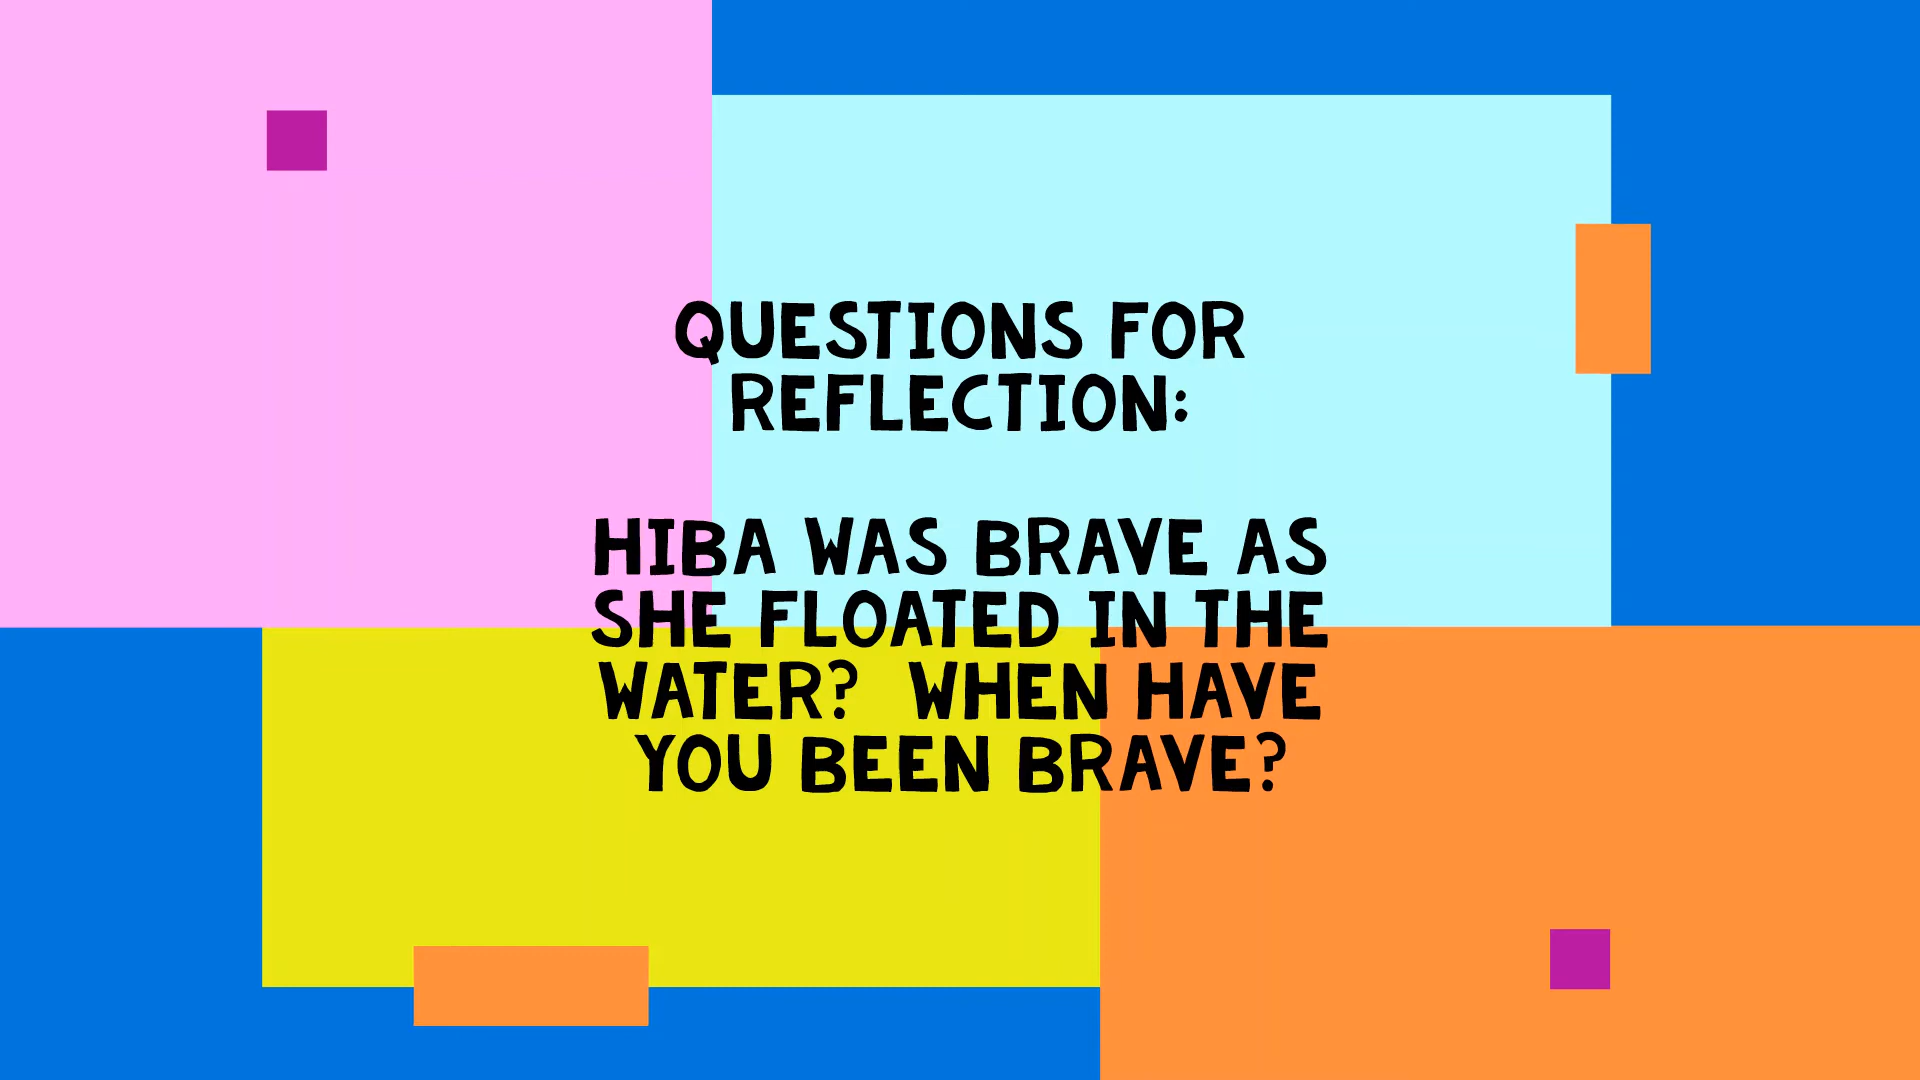 QUESTIONS FOR
REFLECTION:
HIBA WAS BRAVE AS
SHE FLOATED IN THE
WATER? WHEN HAVE
YOU BEEN BRAVE?